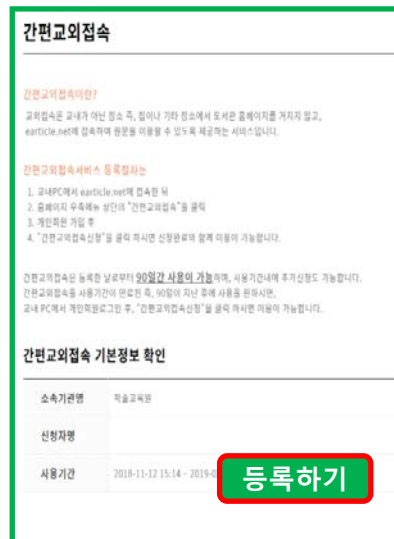 간편교외접속
간편교외접속이란?
교외접속은 교내가 아닌 장소 즉, 집이나 기타 장소에서 도서관 홈페이지를 거치지 않고,
earticle.net에 접속하여 원문을 이용할 수 있도록 제공하는 서비스입니다.
간편교외접속서비스 등록절차는
1. 교내PC에서 earticle.net에 접속한 뒤
2. 홈페이지 우측메뉴 상단의 "간편교외접속"을 클릭
3. 개인회원 가입 후
4. "간편교외접속신청"을 클릭 하시면 신청완료와 함께 이용이 가능합니다.
간편교외접속은 등록한 날로부터 90일간 사용이 가능하며, 사용기간내에 추가신청도 가능합니다.
간편교외접속을 사용기간이 만료된 즉, 90일이 지난 후에 사용을 원하시면,
교내 PC에서 개인회원로그인 후, "간편교외접속신청"을 클릭 하시면 이용이 가능합니다.
간편교외접속 기본정보 확인
소속기관명 학술교육원
신청자명
사용기간 2018-11-12 15:14 - 2019-0
등록하기